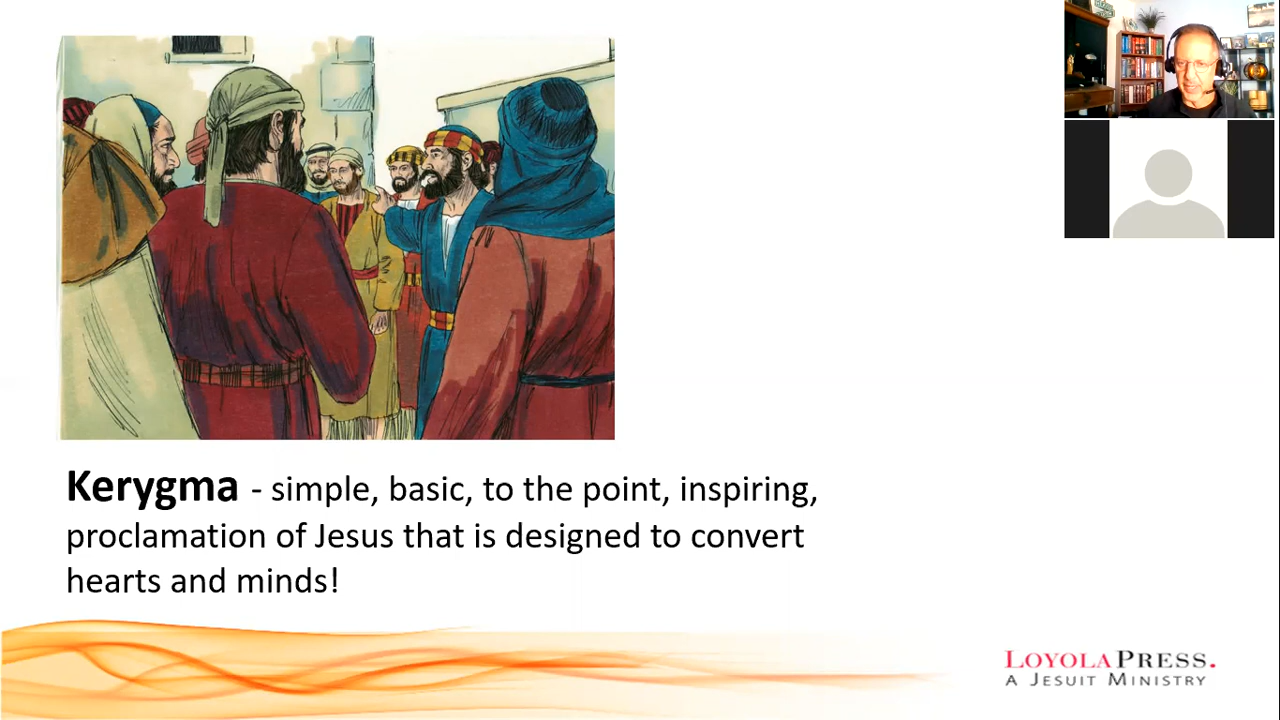 Kerygma - simple, basic, to the point, inspiring,
proclamation of Jesus that is designed to convert
hearts and minds!
LOYOLA PRESS.
A JESUIT MINISTRY